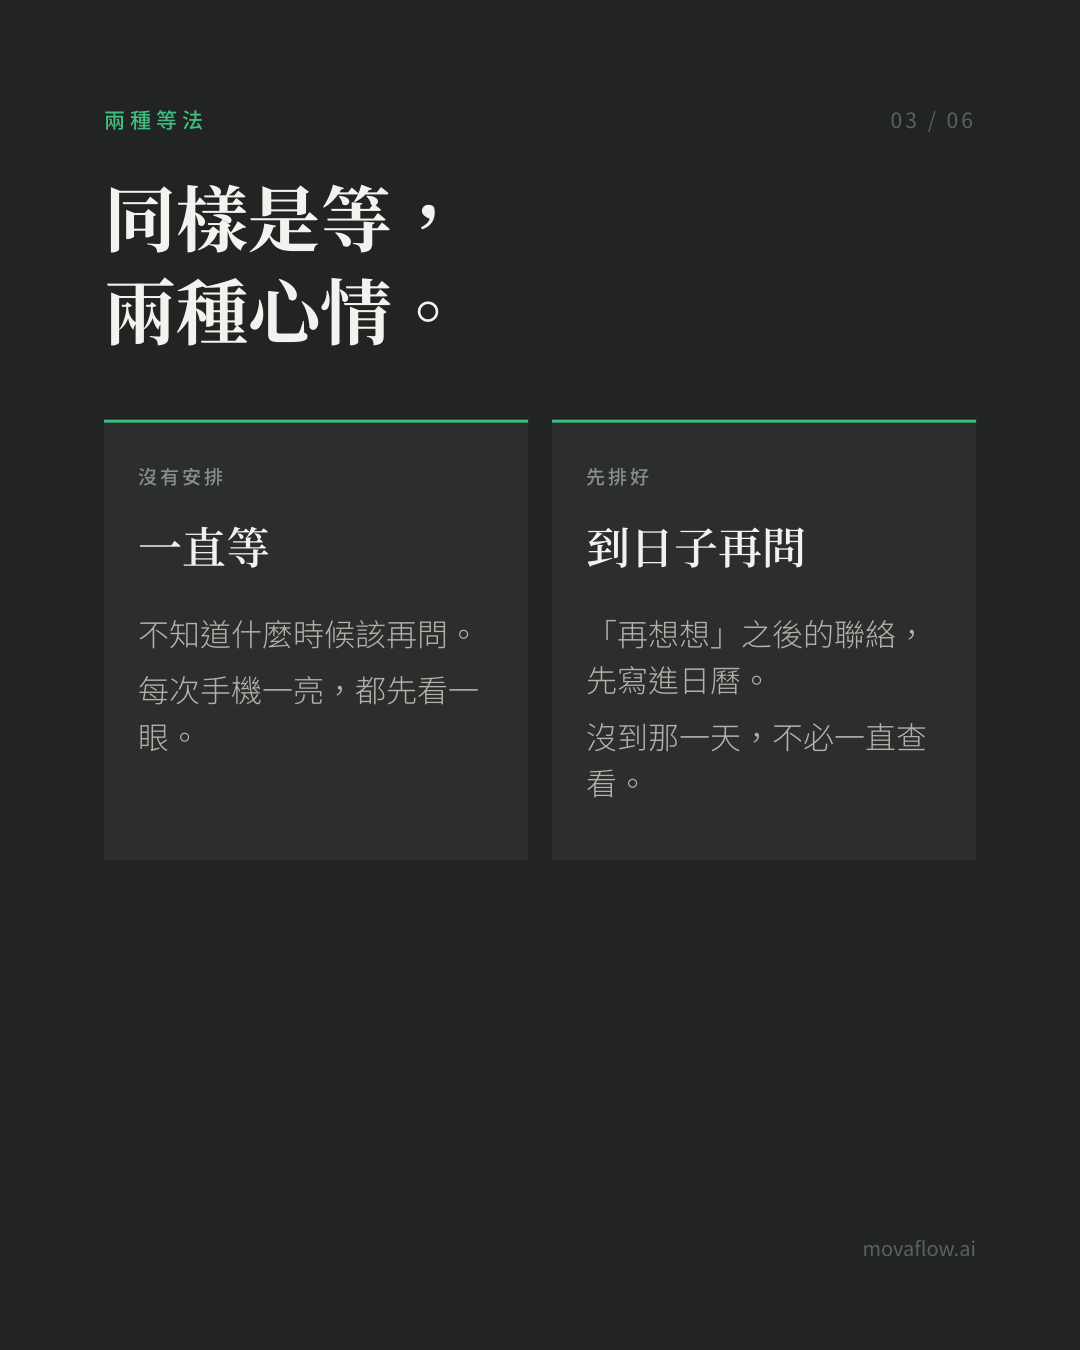 兩種等法
03 / 06
同樣是等，
兩種心情。
沒有安排
一直等
不知道什麼時候該再問。
每次手機一亮，都先看一
眼。
先排好
到日子再問
「再想想」之後的聯絡，
先寫進日曆。
沒到那一天，不必一直查
看。
movaflow.ai